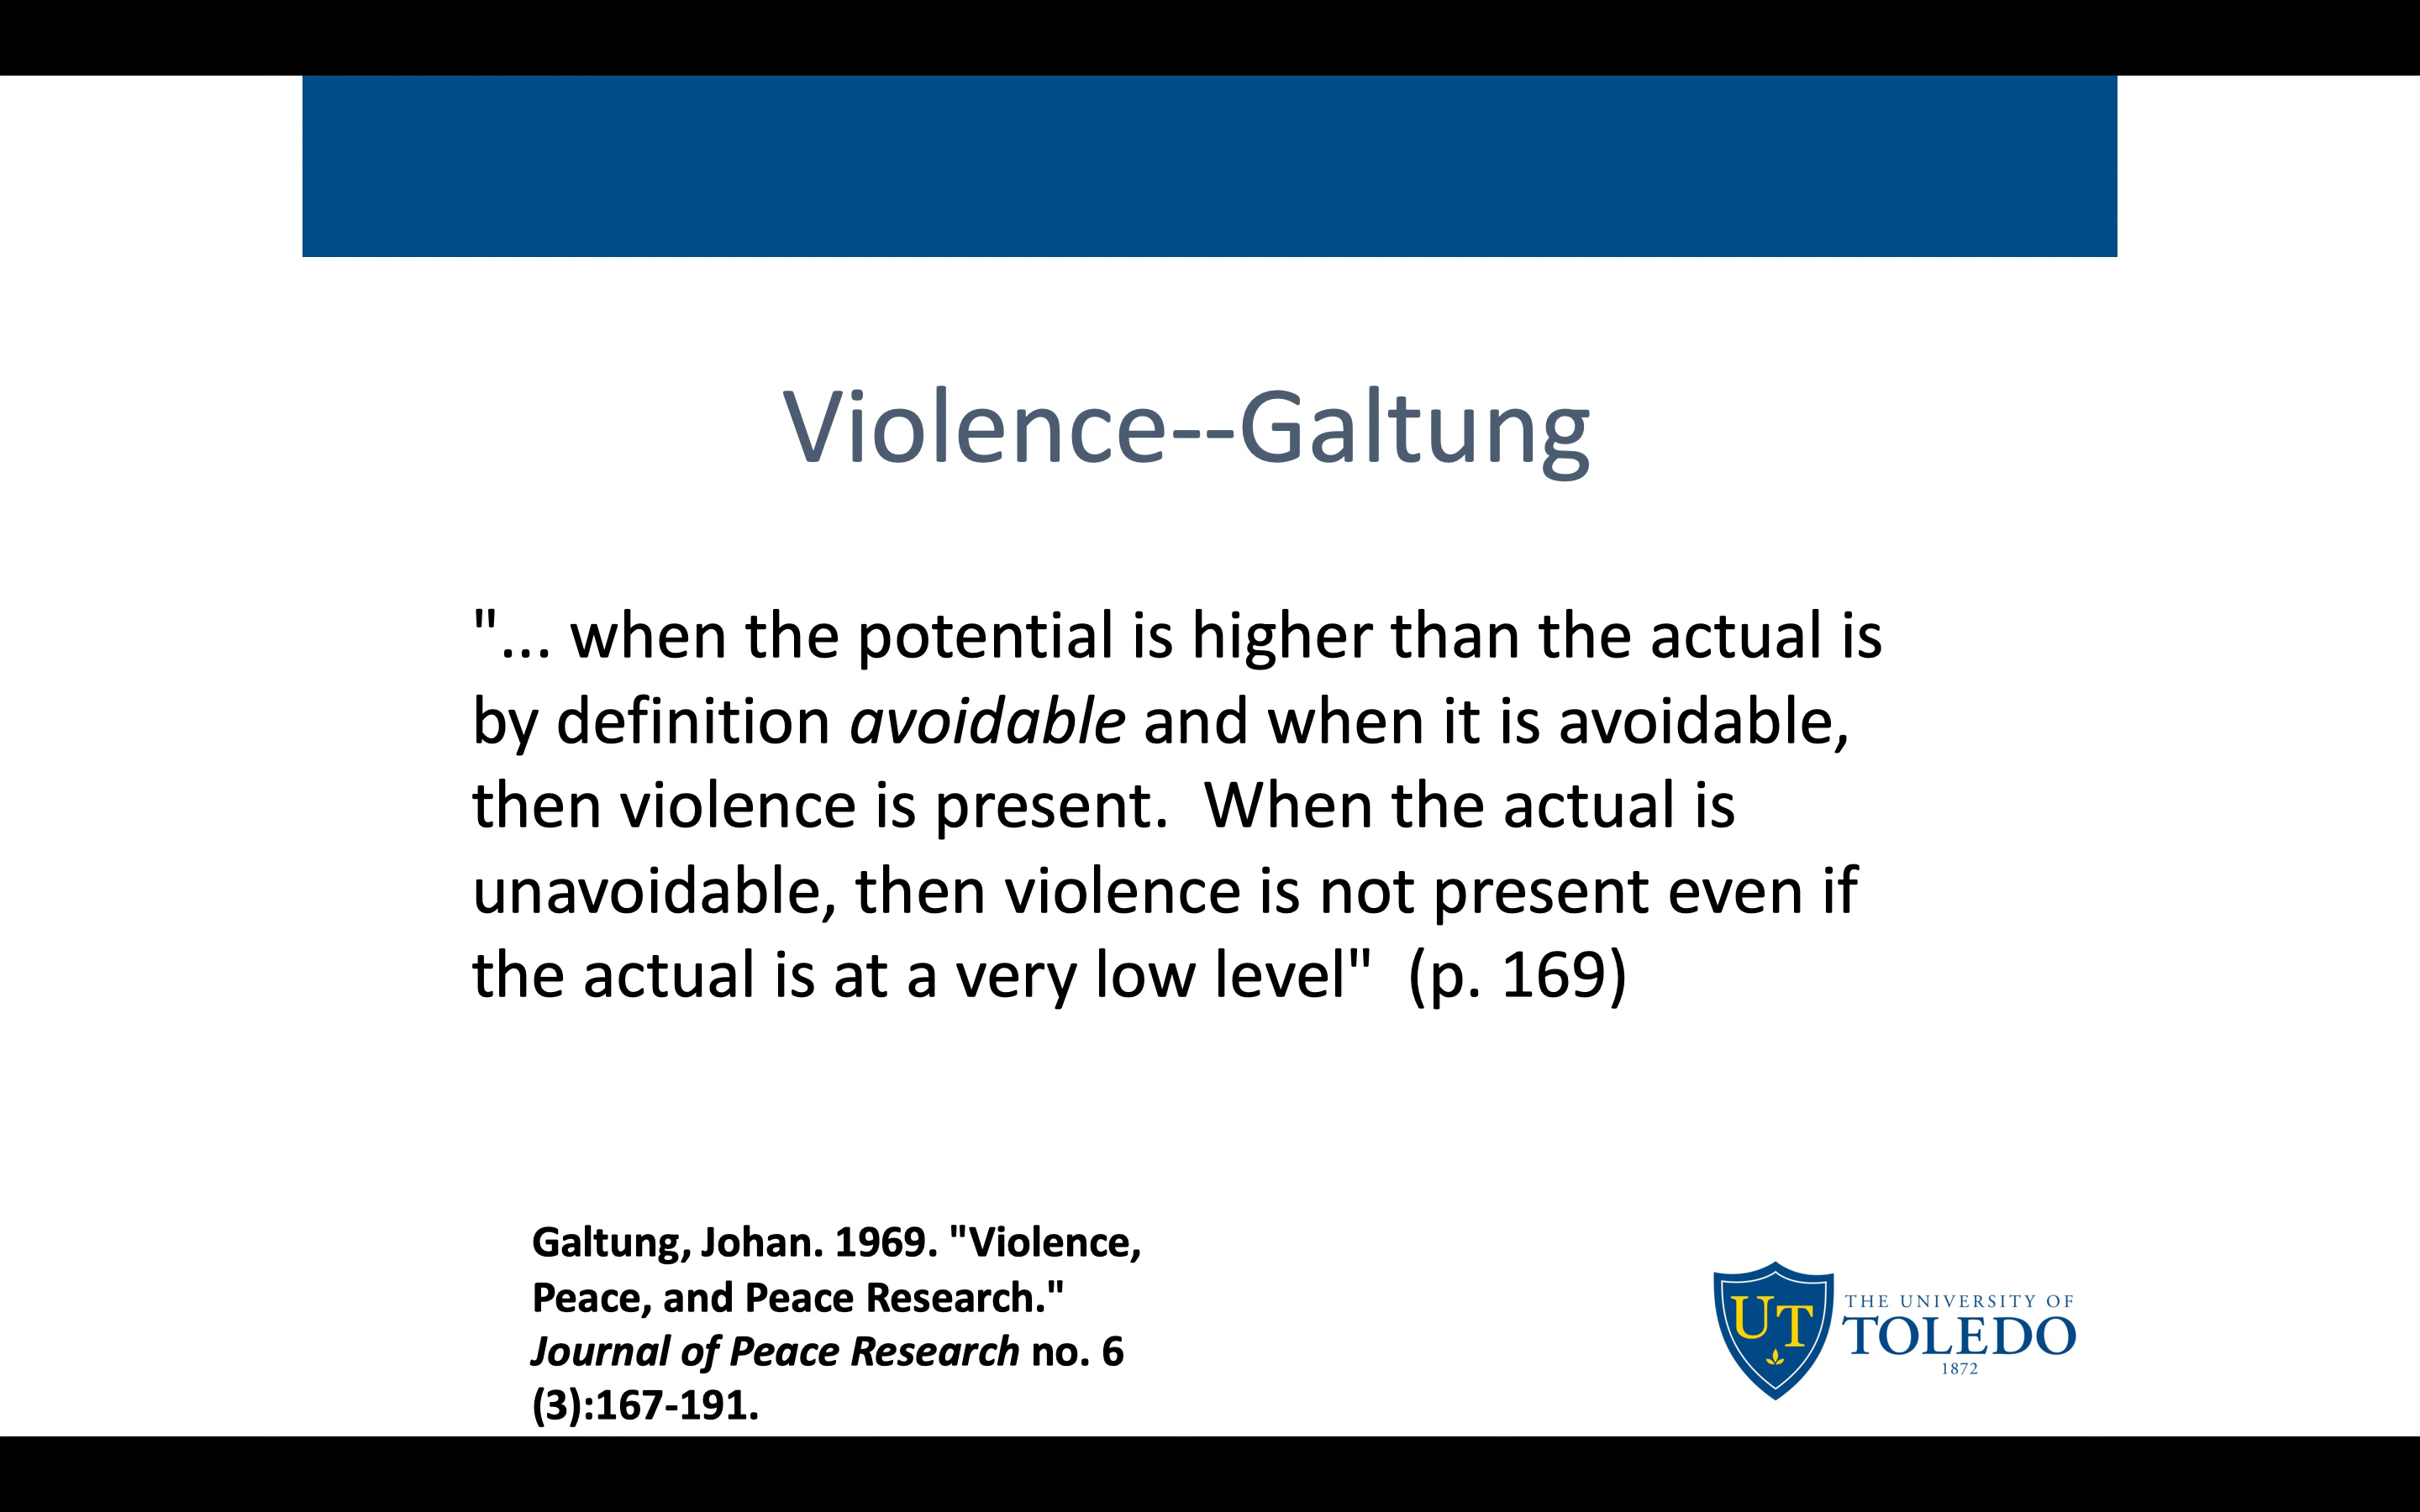 Violence--Galtung
"... when the potential is higher than the actual is
by definition avoidable and when it is avoidable,
then violence is present.  When the actual is
unavoidable, then violence is not present even if
the actual is at a very low level"  (p. 169)
Galtung, Johan. 1969. "Violence,
Peace, and Peace Research."
Journal of Peace Research no. 6
(3):167-191.
UT
THE UNIVERSITY OF
TOLEDO
1872